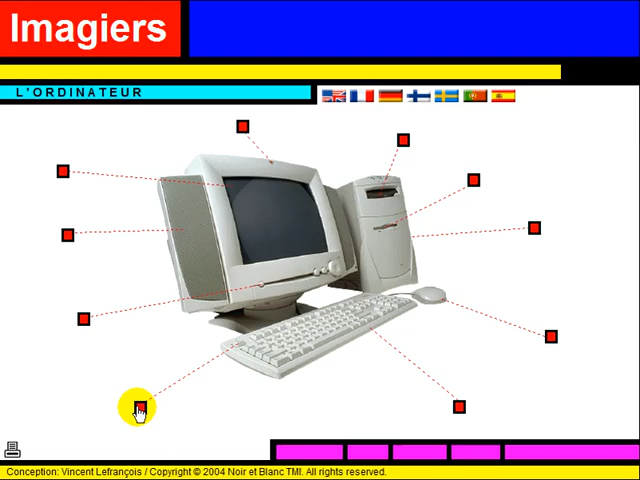 Imagiers
L'ORDINATEUR
Conception: Vincent Lefrançois / Copyright © 2004 Noir et Blanc TMI. All rights reserved.